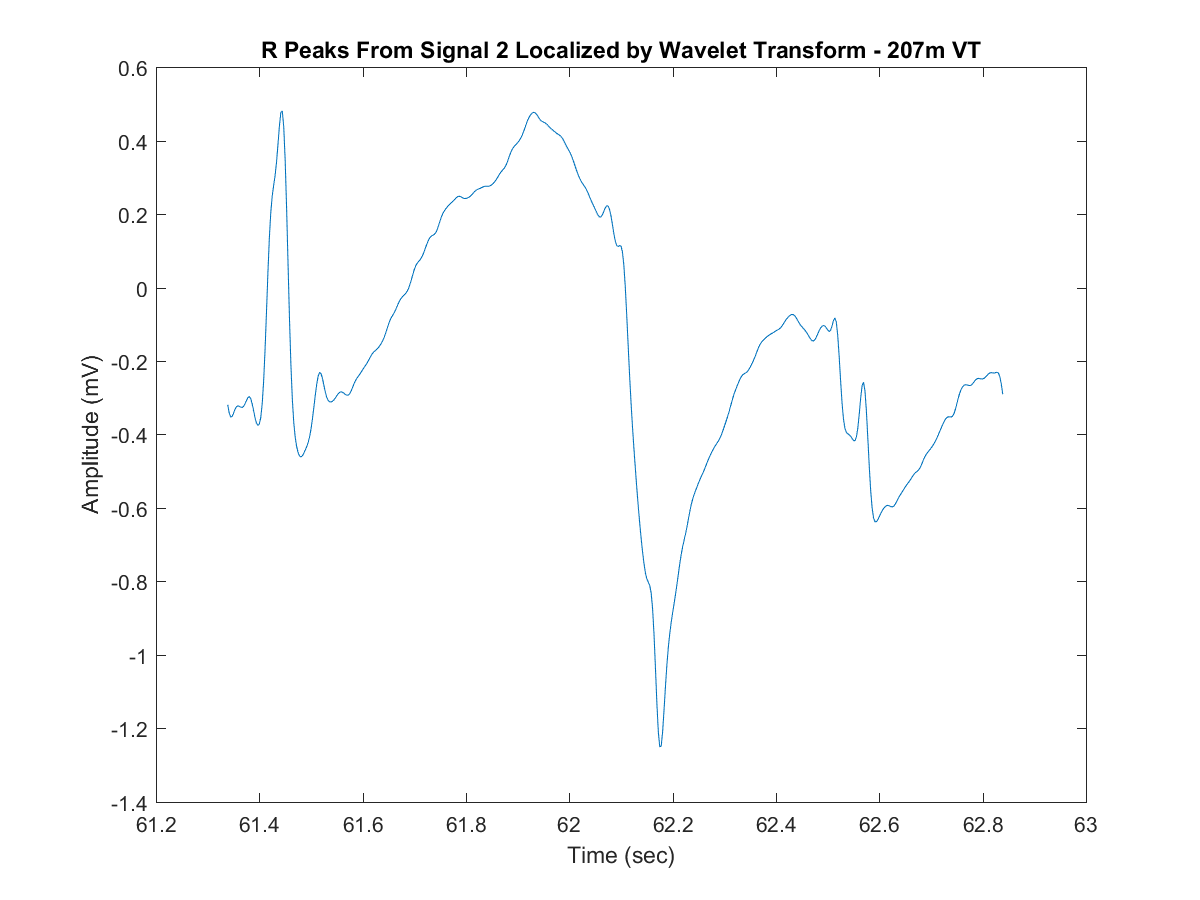 R Peaks From Signal 2 Localized by Wavelet Transform - 207m VT
0.6
0.4
0.2
0
-0.2
-0.4
-0.6
-0.8
-1
-1.2
-1.4
Amplitude (mV)
61.2 61.4 61.6 61.8 62 62.2 62.4 62.6 62.8 63
Time (sec)